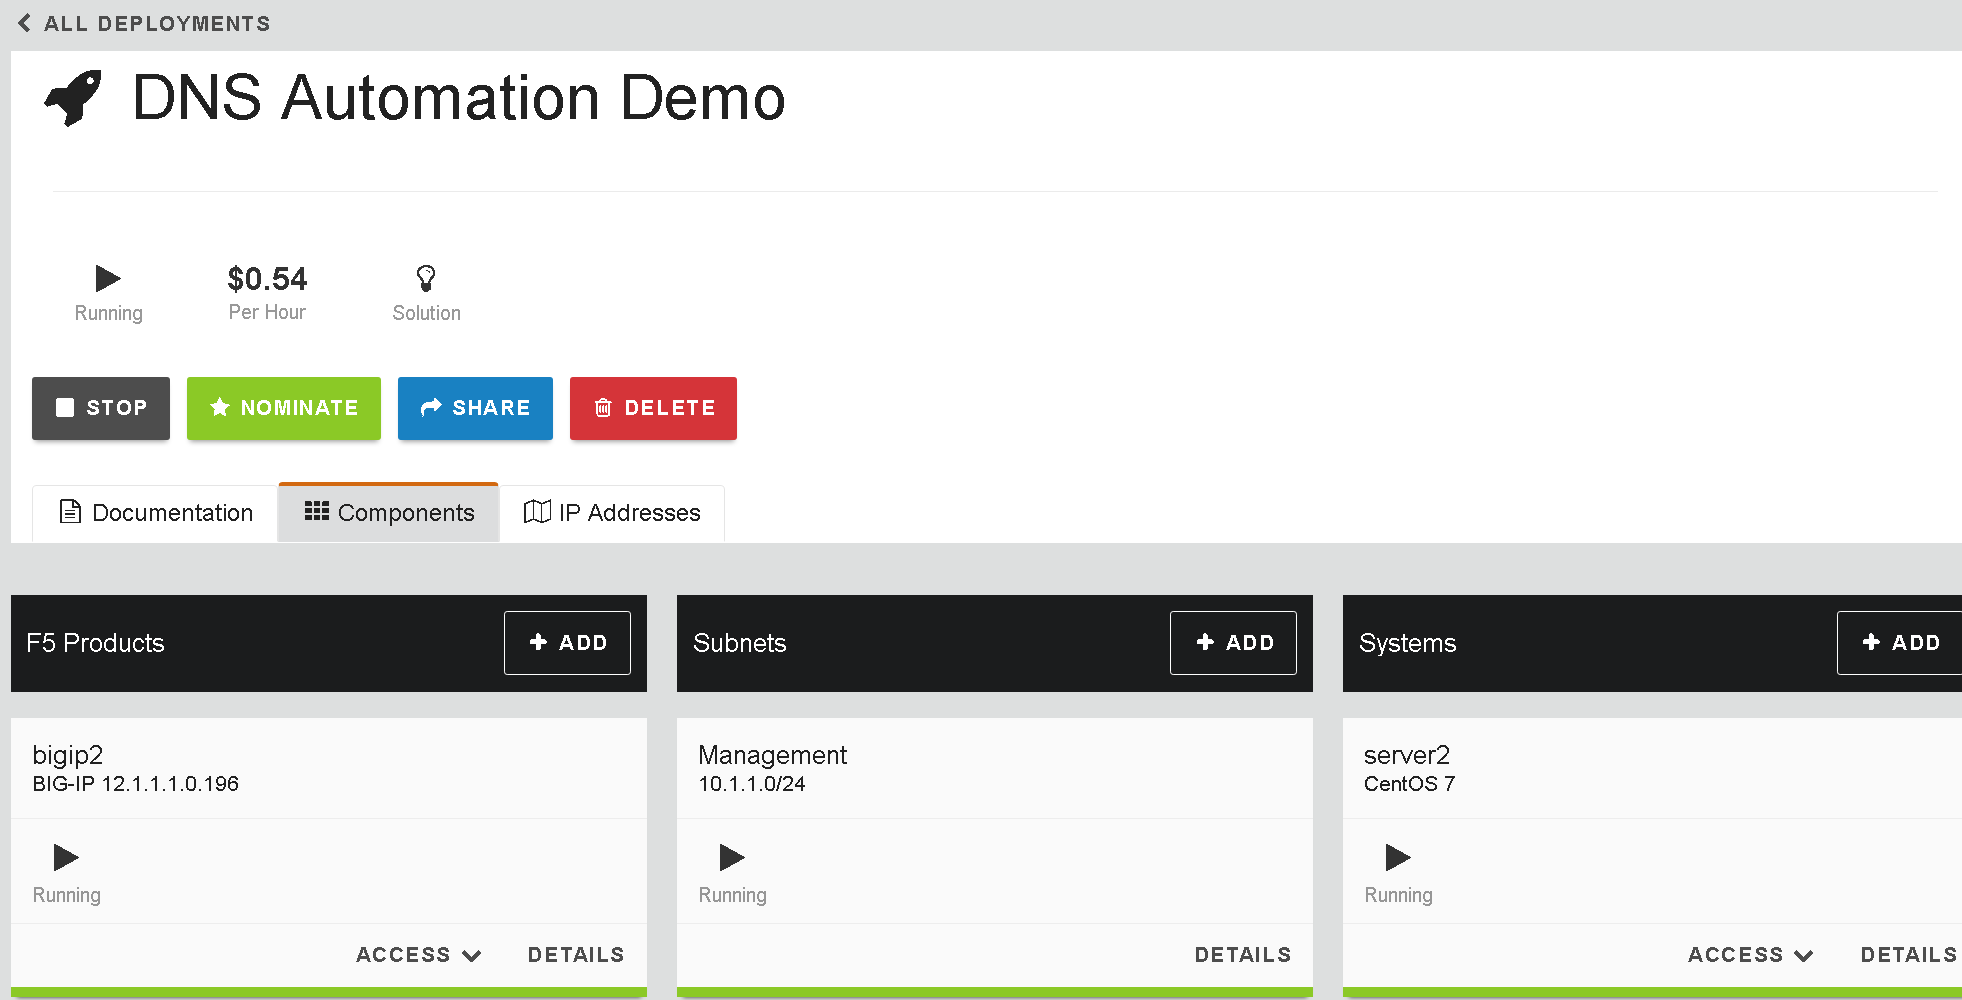 ALL DEPLOYMENTS
DNS Automation Demo
Running
$0.54
Per Hour
Solution
STOP
NOMINATE
SHARE
DELETE
Documentation
Components
IP Addresses
F5 Products
ADD
Subnets
ADD
Systems
ADD
bigip2
BIG-IP 12.1.1.1.0.196
Running
ACCESS
DETAILS
Management
10.1.1.0/24
Running
DETAILS
server2
CentOS 7
Running
ACCESS
DETAILS